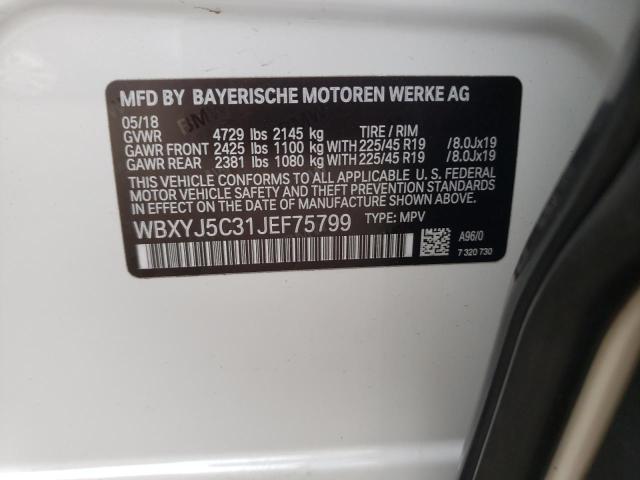 MFD BY BAYERISCHE MOTOREN WERKE AG
05/18
GVWR 4729 lbs 2145 kg TIRE / RIM
GAWR FRONT 2425 lbs 1100 kg WITH 225/45 R19 /8.0Jx19
GAWR REAR 2381 lbs 1080 kg WITH 225/45 R19 /8.0Jx19
THIS VEHICLE CONFORMS TO ALL APPLICABLE U. S. FEDERAL
MOTOR VEHICLE SAFETY AND THEFT PREVENTION STANDARDS
IN EFFECT ON THE DATE OF MANUFACTURE SHOWN ABOVE.
WBXYJ5C31JEF75799 TYPE: MPV
A96/0
7 320 730